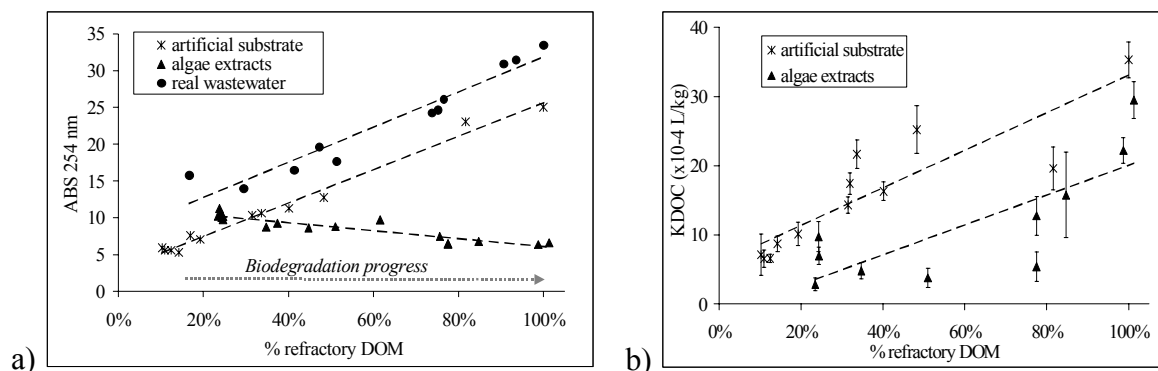 35
30
25
20
15
10
5
0
ABS 254 nm
artificial substrate
algae extracts
real wastewater
Biodegradation progress
0% 20% 40% 60% 80% 100%
% refractory DOM
a)
40
30
20
10
0
KDOC (x10-4 L/kg)
artificial substrate
algae extracts
0% 20% 40% 60% 80% 100%
% refractory DOM
b)